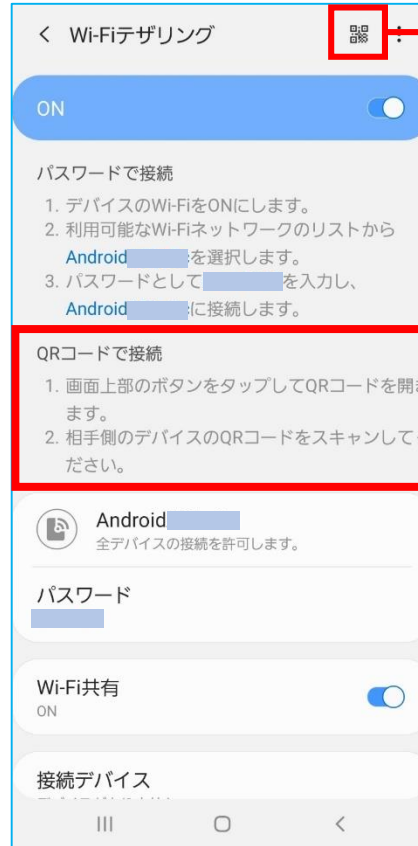 Wi-Fiテザリング
ON
パスワードで接続
1. デバイスのWi-FiをONにします。
2. 利用可能なWi-Fiネットワークのリストから
Android を選択します。
3. パスワードとして を入力し、
Android に接続します。
QRコードで接続
1. 画面上部のボタンをタップしてQRコードを開き
ます。
2. 相手側のデバイスのQRコードをスキャンして
ださい。
Android
全デバイスの接続を許可します。
パスワード
Wi-Fi共有
ON
接続デバイス